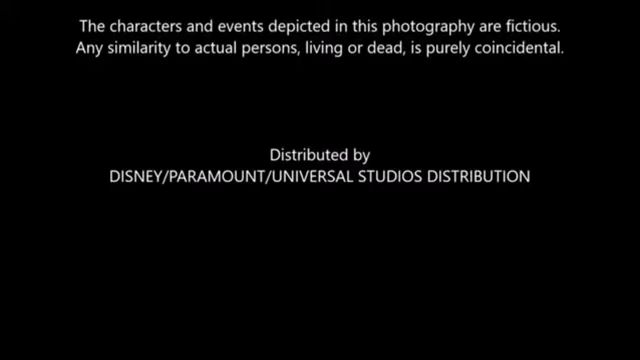 The characters and events depicted in this photography are fictious.
Any similarity to actual persons, living or dead, is purely coincidental.
Distributed by
DISNEY/PARAMOUNT/UNIVERSAL STUDIOS DISTRIBUTION